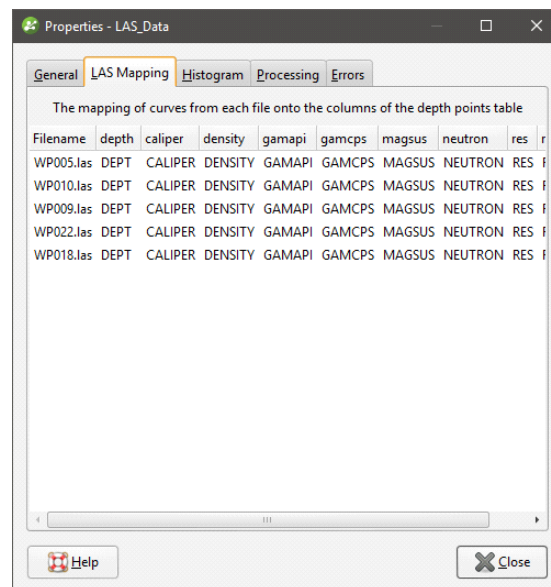 Properties - LAS_Data
General LAS Mapping Histogram Processing Errors
The mapping of curves from each file onto the columns of the depth points table
Filename depth caliper density gamapi gamcps magsus neutron res
WP005.las DEPT CALIPER DENSITY GAMAPI GAMCPS MAGSUS NEUTRON RES
WP010.las DEPT CALIPER DENSITY GAMAPI GAMCPS MAGSUS NEUTRON RES
WP009.las DEPT CALIPER DENSITY GAMAPI GAMCPS MAGSUS NEUTRON RES
WP022.las DEPT CALIPER DENSITY GAMAPI GAMCPS MAGSUS NEUTRON RES
WP018.las DEPT CALIPER DENSITY GAMAPI GAMCPS MAGSUS NEUTRON RES
Help Close